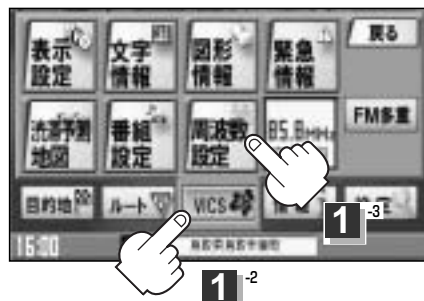 表示 文字 図形 緊急 戻る
設定 情報 情報 情報
渋滞予測 番組 周波数 85.8MHz FM多重
地図 設定 設定
目的地 ルート VICS
1 -3
15:00
1 -2